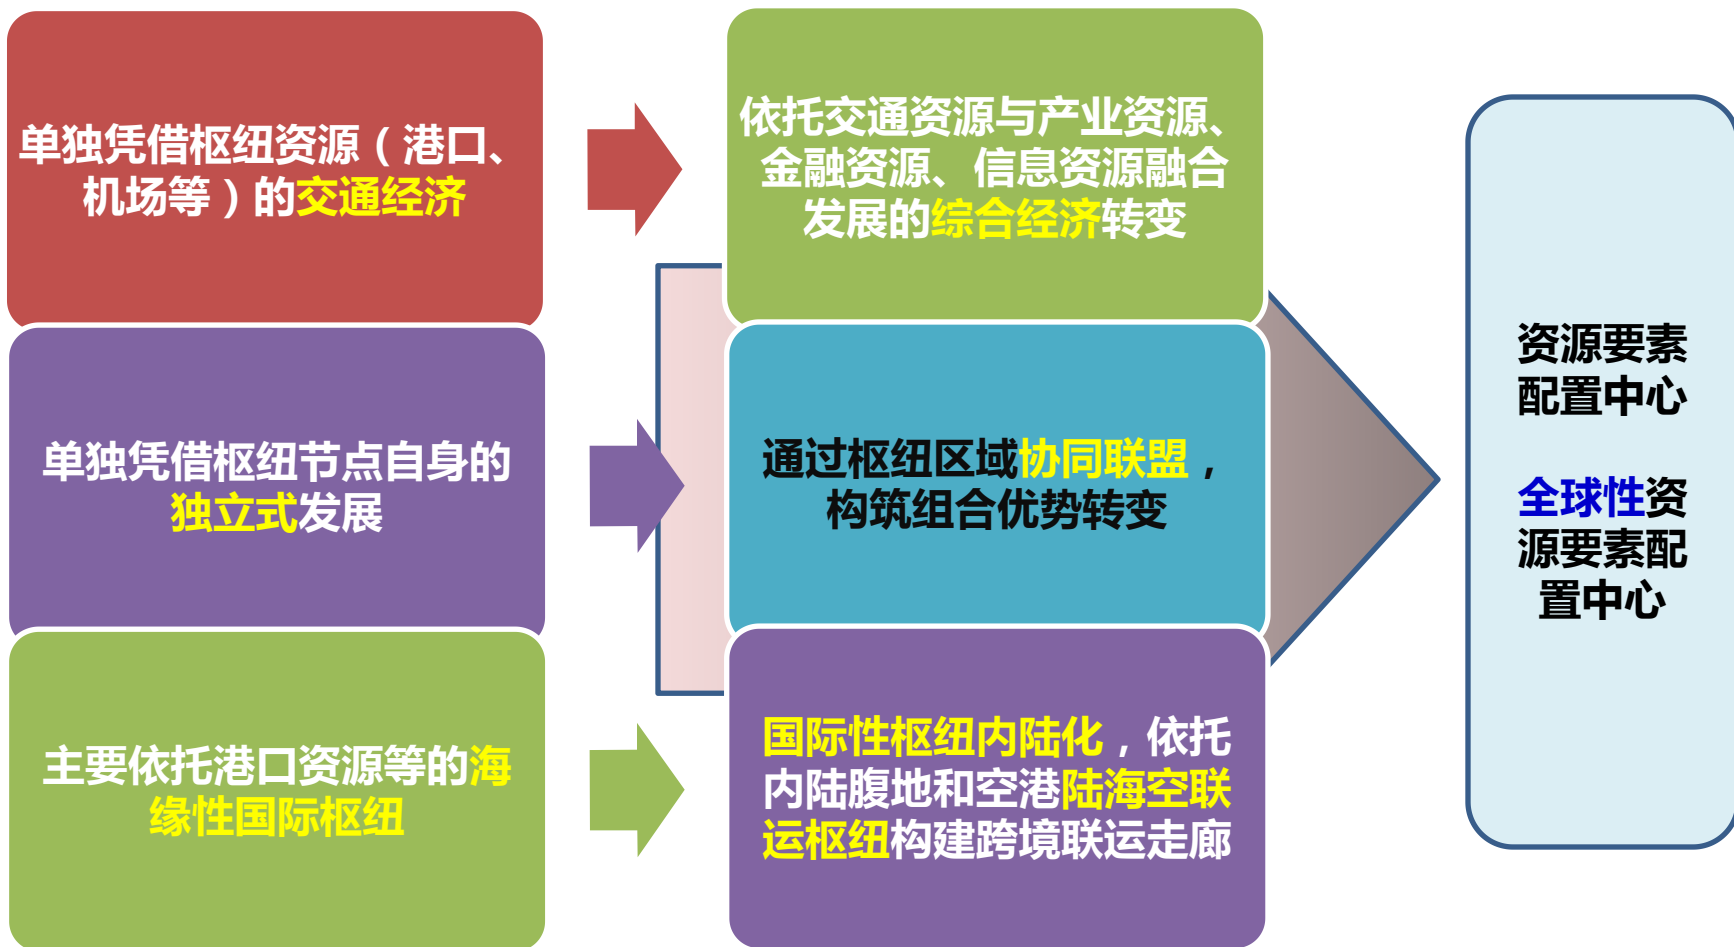 单独凭借枢纽资源（港口、
机场等）的交通经济
依托交通资源与产业资源、
金融资源、信息资源融合
发展的综合经济转变
单独凭借枢纽节点自身的
独立式发展
通过枢纽区域协同联盟，
构筑组合优势转变
主要依托港口资源等的海
缘性国际枢纽
国际性枢纽内陆化，依托
内陆腹地和空港陆海空联
运枢纽构建跨境联运走廊
资源要素
配置中心
全球性资
源要素配
置中心